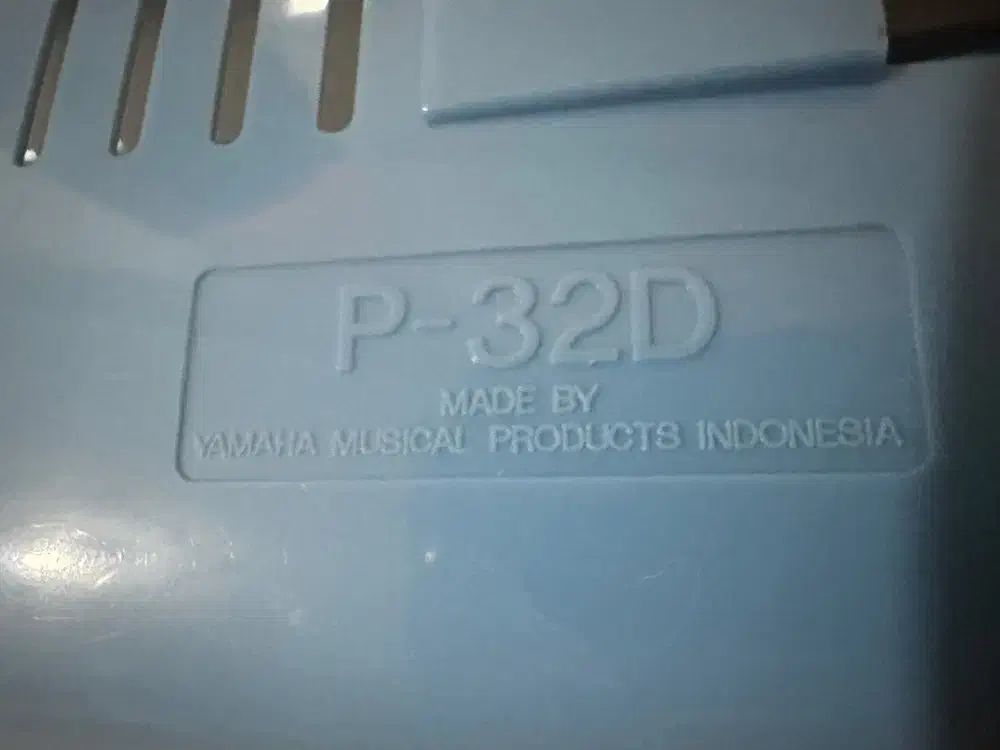 P-32D
MADE BY
YAMAHA MUSICAL PRODUCTS INDONESIA